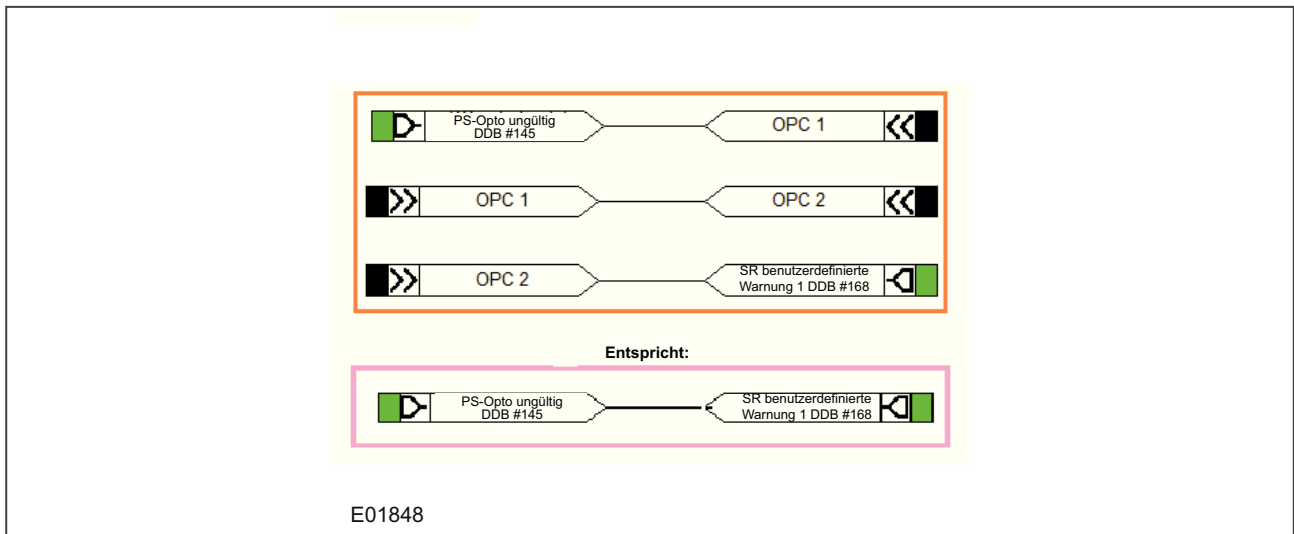 PS-Opto ungültig
DDB #145
OPC 1
OPC 1
OPC 2
OPC 2
SR benutzerdefinierte
Warnung 1 DDB #168
Entspricht:
PS-Opto ungültig
DDB #145
SR benutzerdefinierte
Warnung 1 DDB #168
E01848